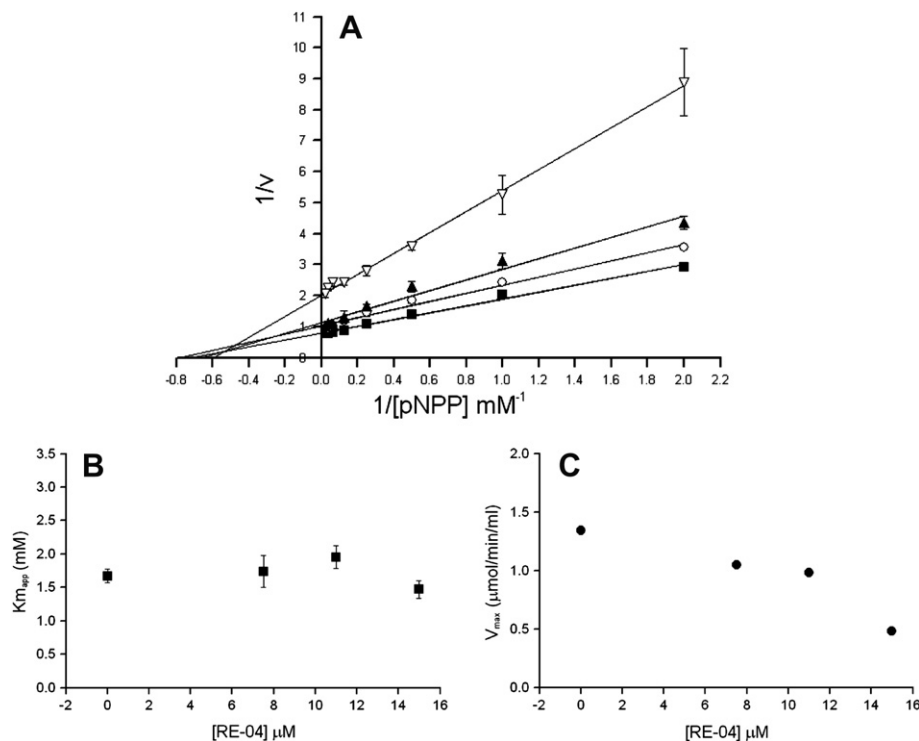 A
11
10
9
8
7
6
5
4
3
2
1
0
1/v
-0.8 -0.6 -0.4 -0.2 0.0 0.2 0.4 0.6 0.8 1.0 1.2 1.4 1.6 1.8 2.0 2.2
1/[pNPP] mM⁻¹
B
3.5
3.0
2.5
2.0
1.5
1.0
0.5
0.0
Km_app (mM)
-2 0 2 4 6 8 10 12 14 16
[RE-04] µM
C
2.0
1.5
1.0
0.5
0.0
V_max (µmol/min/ml)
-2 0 2 4 6 8 10 12 14 16
[RE-04] µM